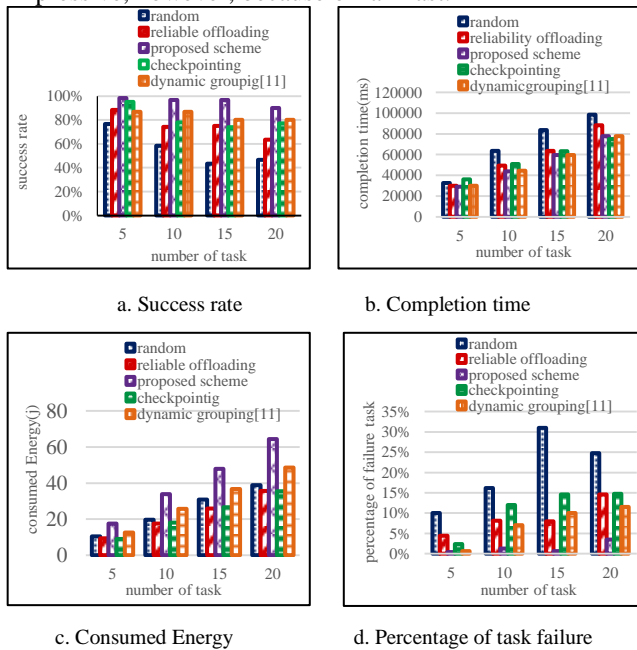 random
reliable offloading
proposed scheme
checkpointing
dynamic groupig[11]
100%
80%
60%
40%
20%
0%
success rate
5 10 15 20
number of task
a. Success rate
random
reliability offloading
proposed scheme
checkpointing
dynamicgrouping[11]
120000
100000
80000
60000
40000
20000
0
completion time(ms)
5 10 15 20
number of task
b. Completion time
random
reliable offloading
proposed scheme
checkpointig
dynamic grouping[11]
80
60
40
20
0
consumed Energy(j)
5 10 15 20
number of task
c. Consumed Energy
random
reliable offloading
proposed scheme
checkpointing
dynamic grouping[11]
35%
30%
25%
20%
15%
10%
5%
0%
percentage of failure task
5 10 15 20
number of task
d. Percentage of task failure